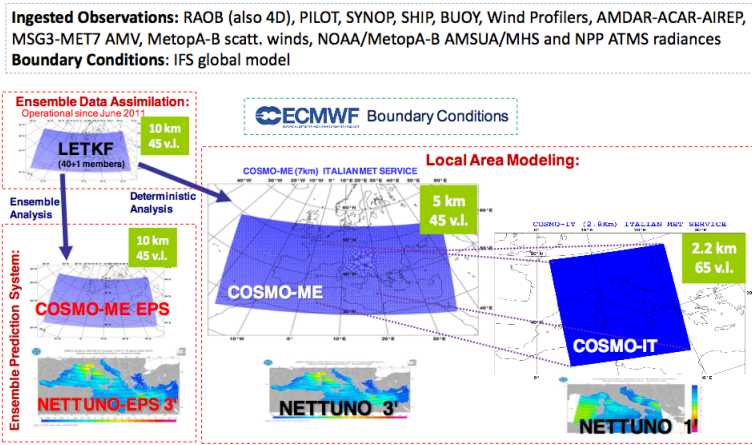 Ingested Observations: RAOB (also 4D), PILOT, SYNOP, SHIP, BUOY, Wind Profilers, AMDAR-ACAR-AIREP,
MSG3-MET7 AMV, MetopA-B scatt. winds, NOAA/MetopA-B AMSUA/MHS and NPP ATMS radiances
Boundary Conditions: IFS global model
Ensemble Data Assimilation:
Operational since June 2011
LETKF
(40+1 members)
10 km
45 v.l.
ECMWF Boundary Conditions
Ensemble
Analysis
Deterministic
Analysis
Local Area Modeling:
COSMO-ME (7km) ITALIAN MET SERVICE
5 km
45 v.l.
COSMO-ME
COSMO-IT (2.8Km) ITALIAN MET SERVICE
2.2 km
65 v.l.
COSMO-IT
Ensemble Prediction System:
10 km
45 v.l.
COSMO-ME EPS
NETTUNO-EPS 3'
NETTUNO 3'
NETTUNO 1'